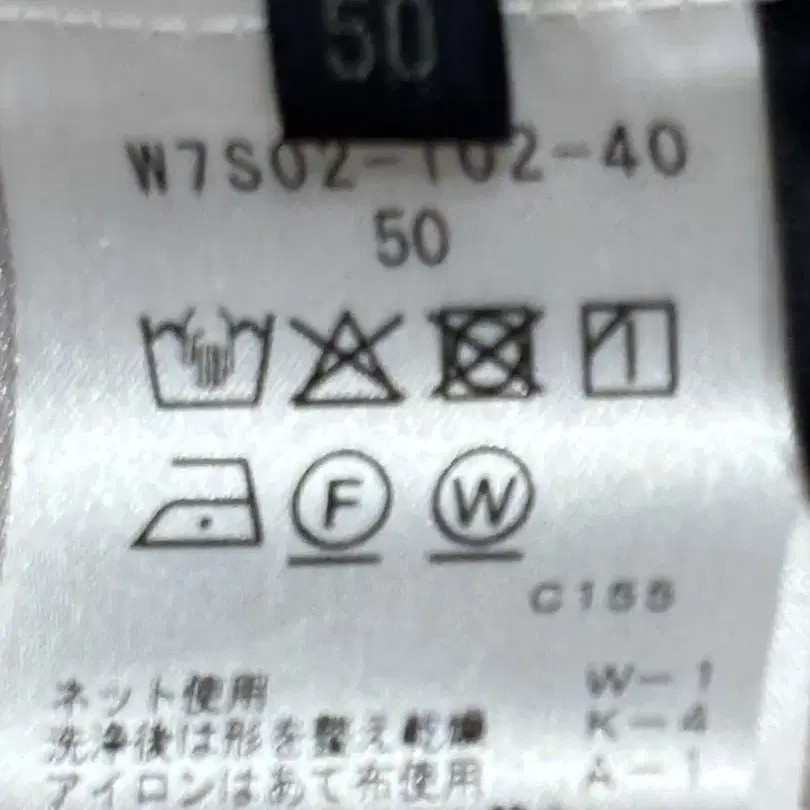 50
W7S02-102-40
50
F W
C155
ネット使用 W-1
洗浄後は形を整え乾燥 K-4
アイロンはあて布使用 A-1